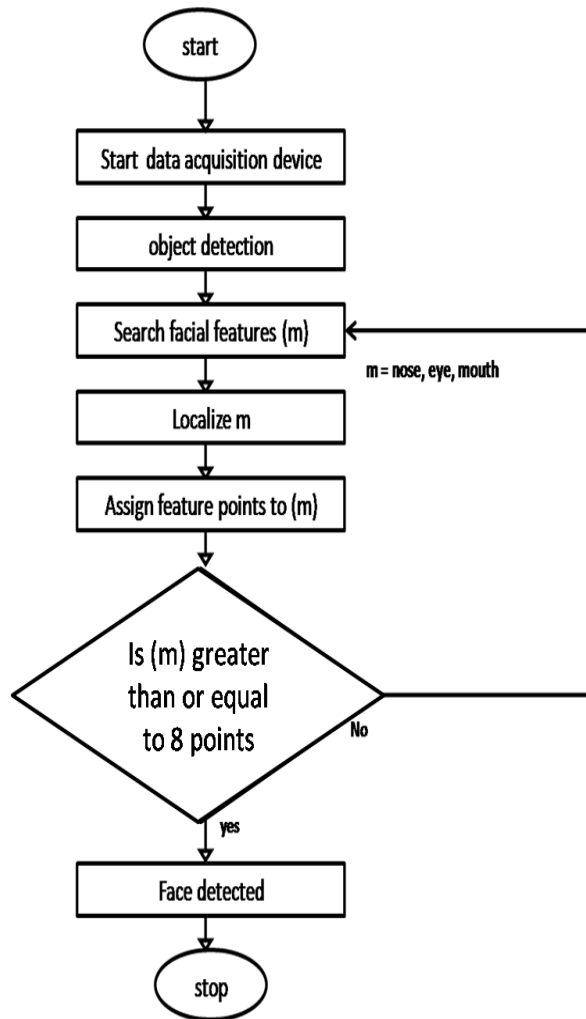 start
Start data acquisition device
object detection
Search facial features (m)
m = nose, eye, mouth
Localize m
Assign feature points to (m)
Is (m) greater
than or equal
to 8 points
No
yes
Face detected
stop